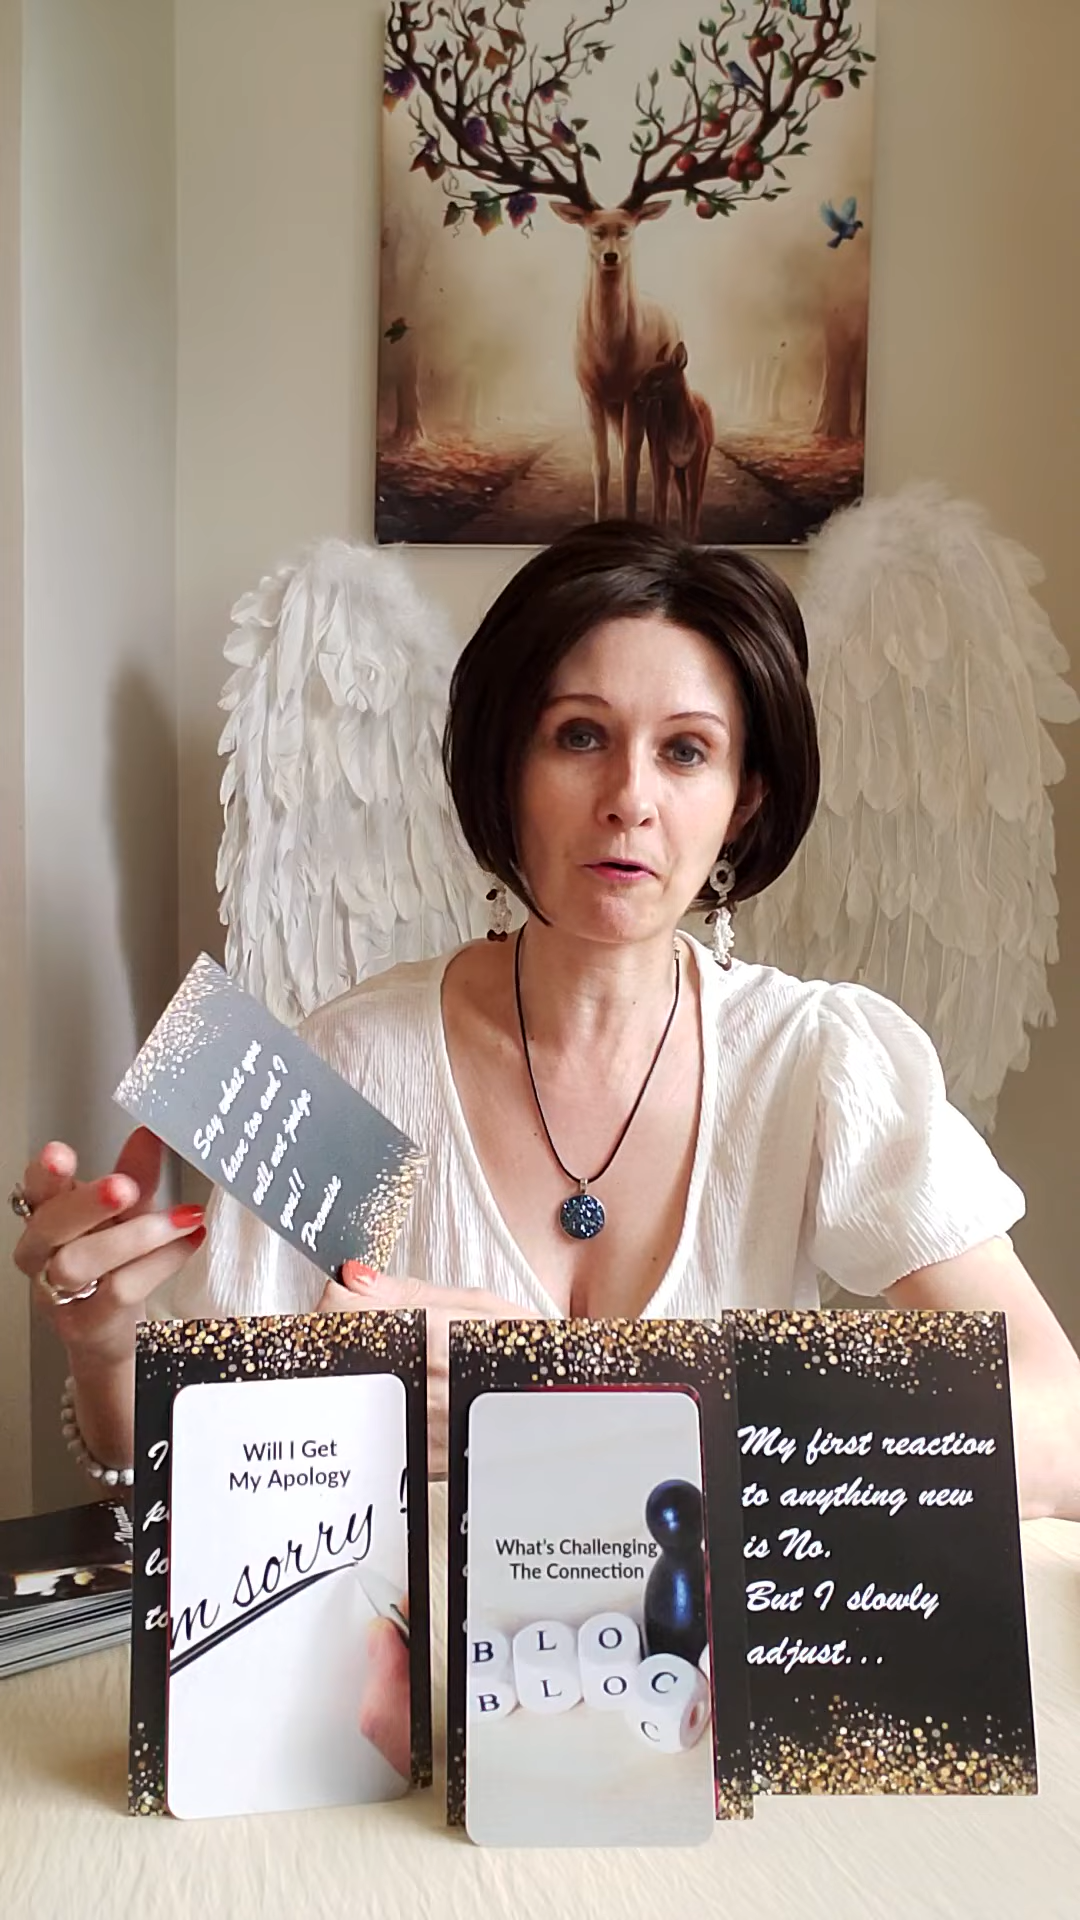 Say what you
have too and I
will not judge
you!!
Promise
Will I Get
My Apology
m sorry!
What's Challenging
The Connection
B L O
B L O C
C
My first reaction
to anything new
is No.
But I slowly
adjust...